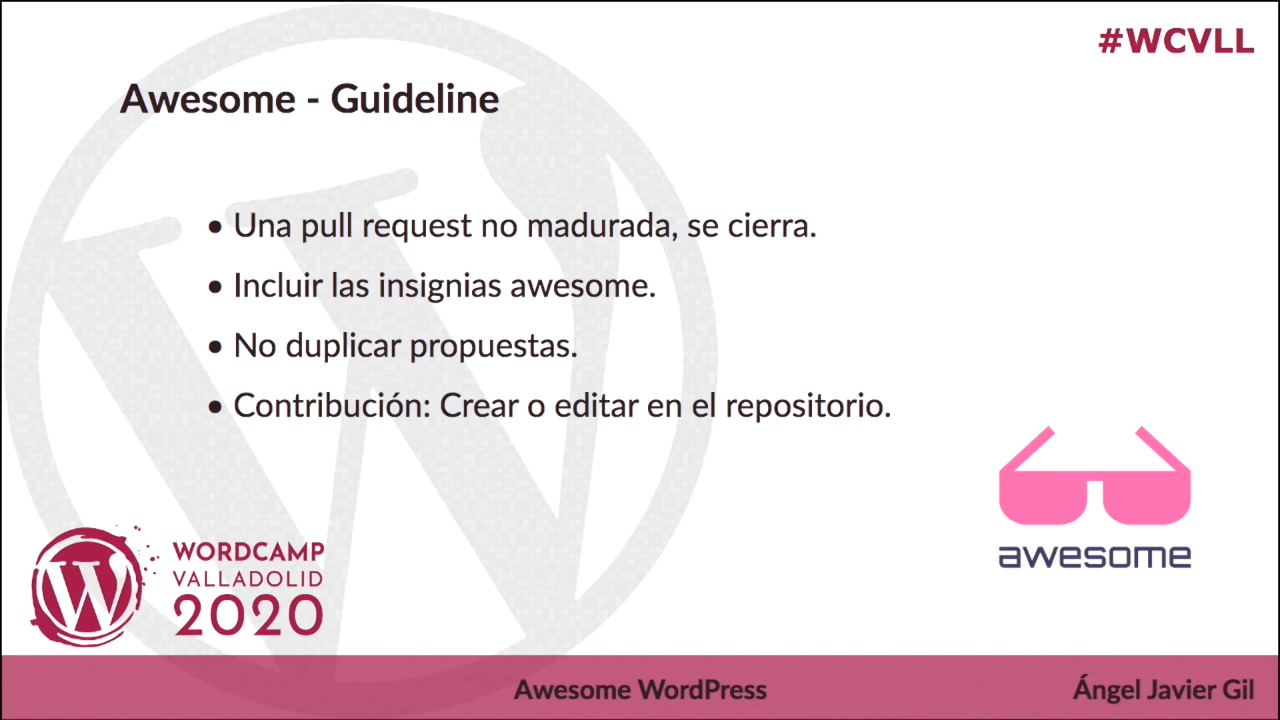 #WCVLL
Awesome - Guideline
• Una pull request no madurada, se cierra.
• Incluir las insignias awesome.
• No duplicar propuestas.
• Contribución: Crear o editar en el repositorio.
awesome
WORDCAMP
VALLADOLID
2020
Awesome WordPress
Ángel Javier Gil